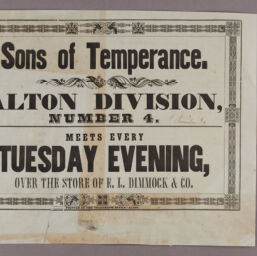 Sons of Temperance.
ALTON DIVISION,
NUMBER 4.
MEETS EVERY
TUESDAY EVENING,
OVER THE STORE OF E. L. DIMMOCK & CO.